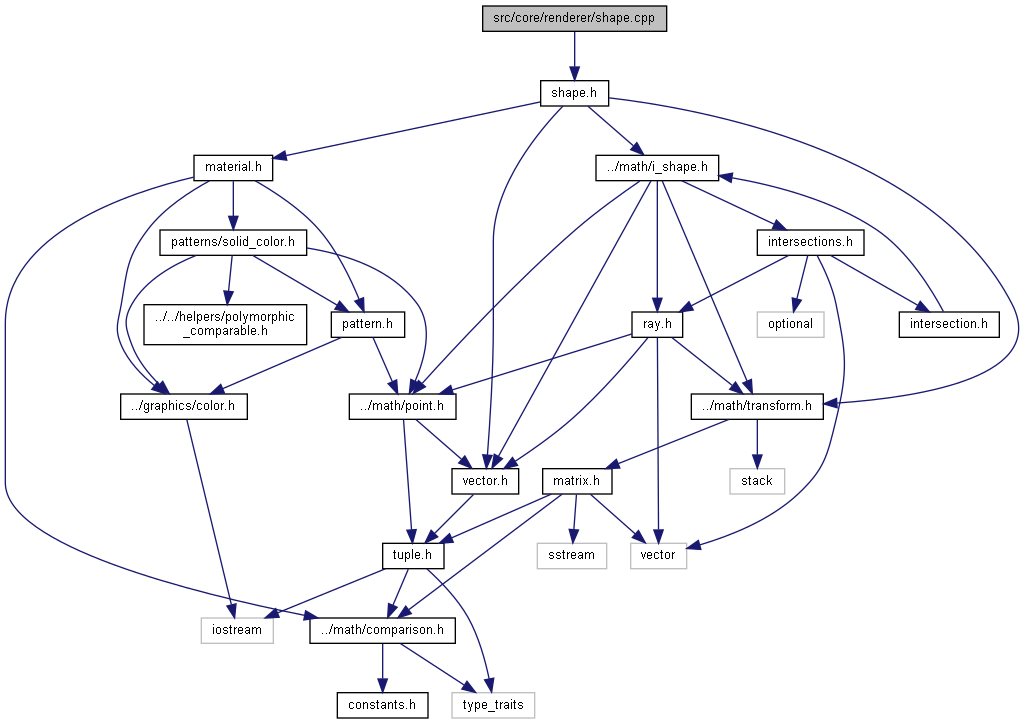 src/core/renderer/shape.cpp
shape.h
material.h
../math/i_shape.h
patterns/solid_color.h
intersections.h
../../helpers/polymorphic
_comparable.h
pattern.h
ray.h
optional
intersection.h
../graphics/color.h
../math/point.h
../math/transform.h
vector.h
matrix.h
stack
tuple.h
sstream
vector
iostream
../math/comparison.h
constants.h
type_traits